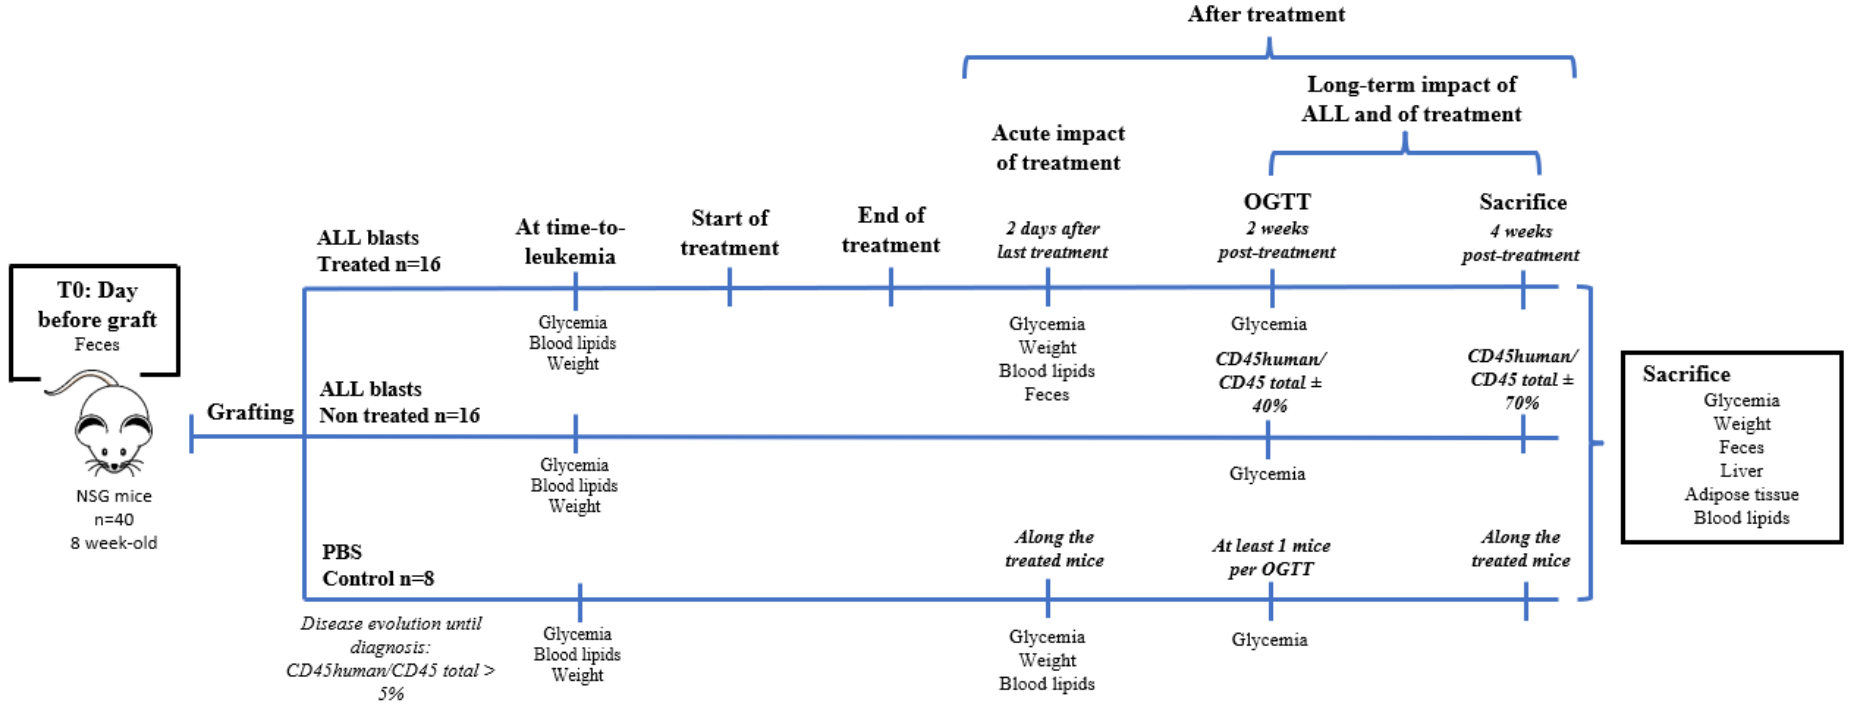 After treatment
Long-term impact of
ALL and of treatment
Acute impact
of treatment
T0: Day
before graft
Feces
NSG mice
n=40
8 week-old
Grafting
ALL blasts
Treated n=16
At time-to-
leukemia
Start of
treatment
End of
treatment
2 days after
last treatment
OGTT
2 weeks
post-treatment
Sacrifice
4 weeks
post-treatment
Glycemia
Blood lipids
Weight
Glycemia
Weight
Blood lipids
Feces
Glycemia
ALL blasts
Non treated n=16
CD45human/
CD45 total ±
40%
CD45human/
CD45 total ±
70%
Glycemia
Blood lipids
Weight
Glycemia
PBS
Control n=8
Along the
treated mice
At least 1 mice
per OGTT
Along the
treated mice
Disease evolution until
diagnosis:
CD45human/CD45 total >
5%
Glycemia
Blood lipids
Weight
Glycemia
Weight
Blood lipids
Glycemia
Sacrifice
Glycemia
Weight
Feces
Liver
Adipose tissue
Blood lipids